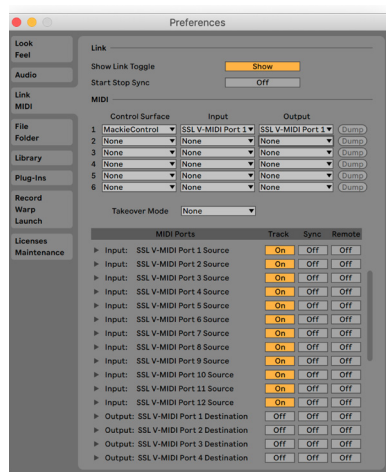 Preferences
Look
Feel
Audio
Link
MIDI
File
Folder
Library
Plug-Ins
Record
Warp
Launch
Licenses
Maintenance
Link
Show Link Toggle Show
Start Stop Sync Off
MIDI
Control Surface Input Output
1 MackieControl SSL V-MIDI Port 1 SSL V-MIDI Port 1 Dump
2 None None None Dump
3 None None None Dump
4 None None None Dump
5 None None None Dump
6 None None None Dump
Takeover Mode None
MIDI Ports Track Sync Remote
Input: SSL V-MIDI Port 1 Source On Off Off
Input: SSL V-MIDI Port 2 Source On Off Off
Input: SSL V-MIDI Port 3 Source On Off Off
Input: SSL V-MIDI Port 4 Source On Off Off
Input: SSL V-MIDI Port 5 Source On Off Off
Input: SSL V-MIDI Port 6 Source On Off Off
Input: SSL V-MIDI Port 7 Source On Off Off
Input: SSL V-MIDI Port 8 Source On Off Off
Input: SSL V-MIDI Port 9 Source On Off Off
Input: SSL V-MIDI Port 10 Source On Off Off
Input: SSL V-MIDI Port 11 Source On Off Off
Input: SSL V-MIDI Port 12 Source On Off Off
Output: SSL V-MIDI Port 1 Destination Off Off Off
Output: SSL V-MIDI Port 2 Destination Off Off Off
Output: SSL V-MIDI Port 3 Destination Off Off Off
Output: SSL V-MIDI Port 4 Destination Off Off Off